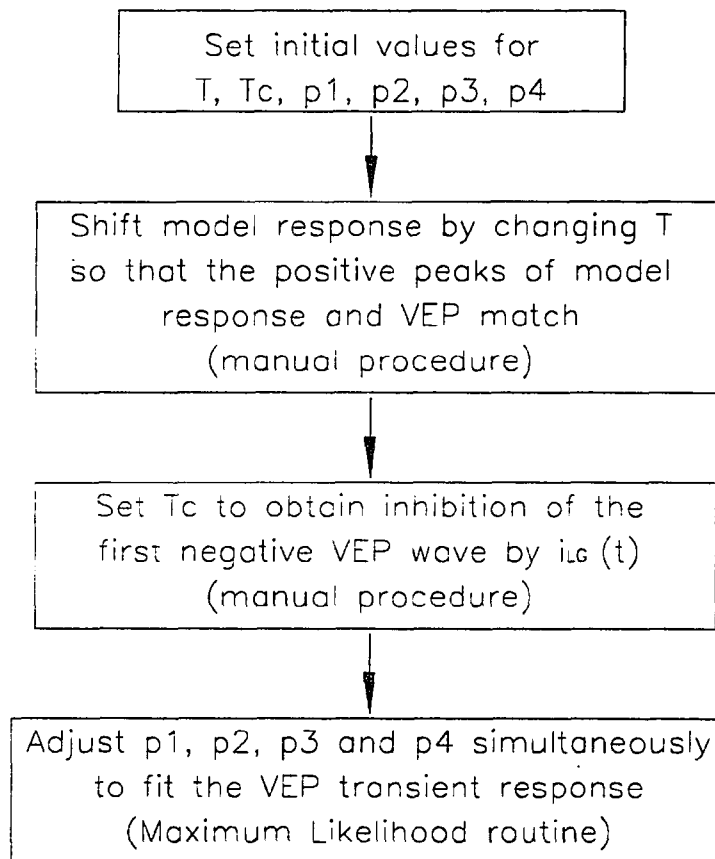 Set initial values for
T, Tc, p1, p2, p3, p4
Shift model response by changing T
so that the positive peaks of model
response and VEP match
(manual procedure)
Set Tc to obtain inhibition of the
first negative VEP wave by iLG (t)
(manual procedure)
Adjust p1, p2, p3 and p4 simultaneously
to fit the VEP transient response
(Maximum Likelihood routine)